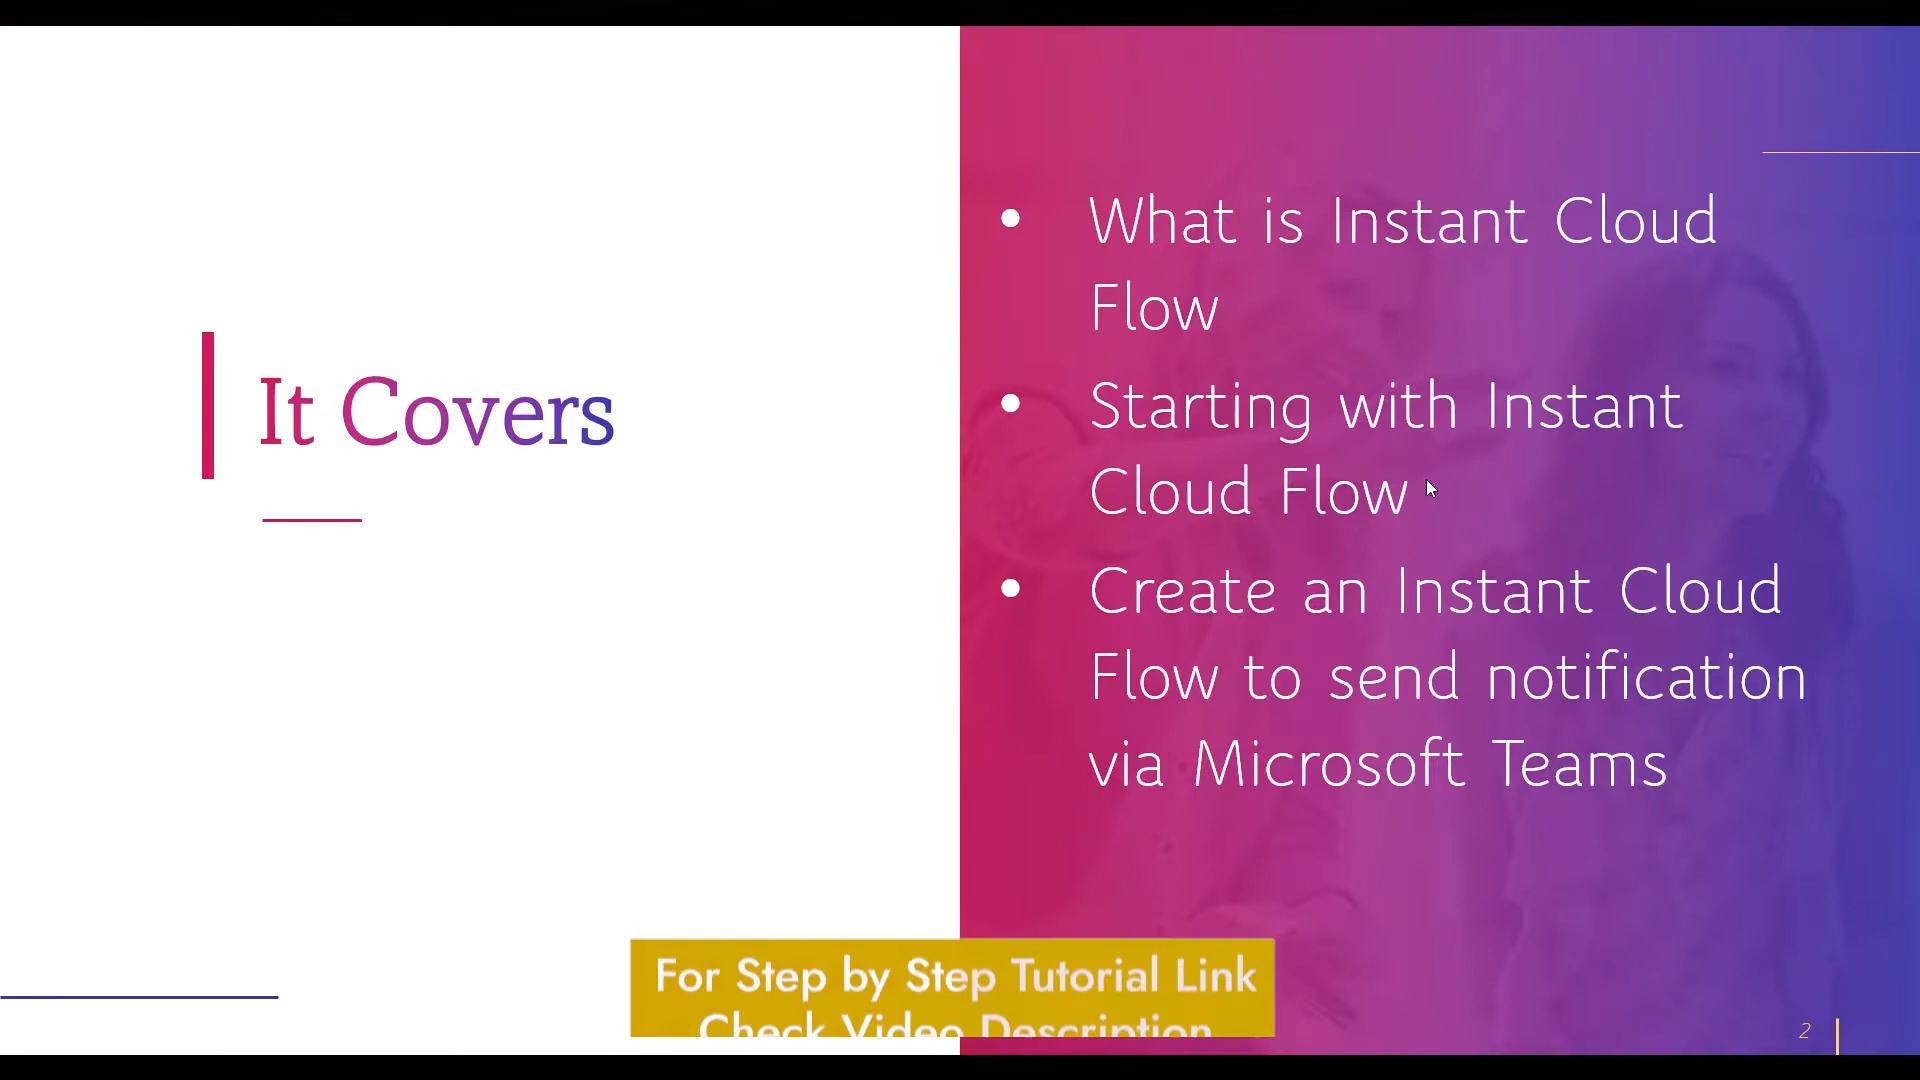 It Covers
• What is Instant Cloud
Flow
• Starting with Instant
Cloud Flow
• Create an Instant Cloud
Flow to send notification
via Microsoft Teams
For Step by Step Tutorial Link
Check Video Description
2